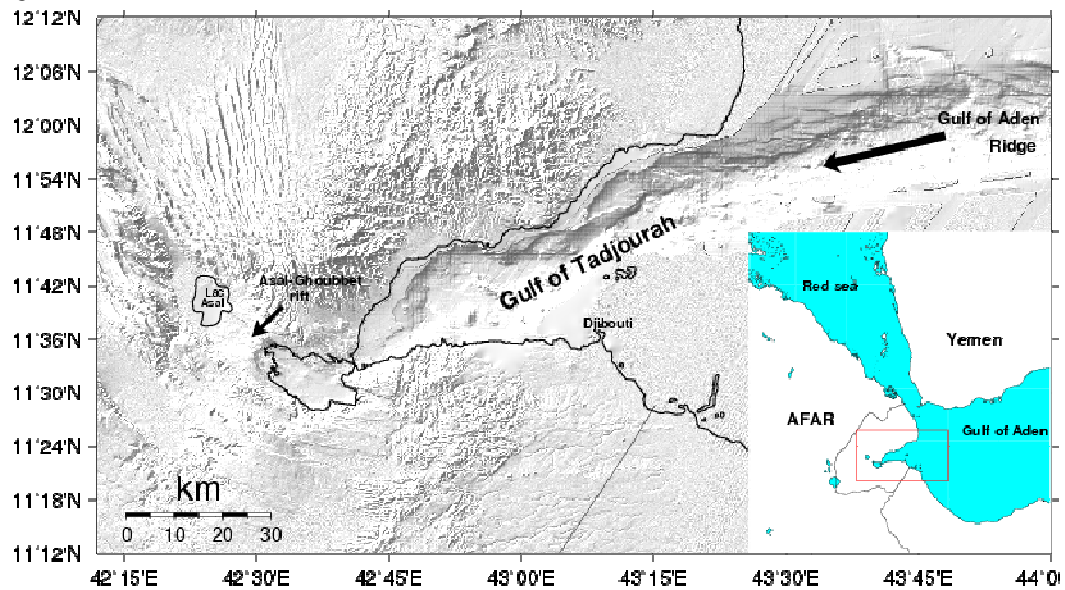 12°12'N
12°06'N
12°00'N
Gulf of Aden
Ridge
11°54'N
11°48'N
Gulf of Tadjourah
11°42'N
Asal-Ghoubbet
rift
Lac
Asal
Djibouti
11°36'N
11°30'N
11°24'N
11°18'N
11°12'N
km
0 10 20 30
Red sea
Yemen
AFAR
Gulf of Aden
42°15'E 42°30'E 42°45'E 43°00'E 43°15'E 43°30'E 43°45'E 44°0